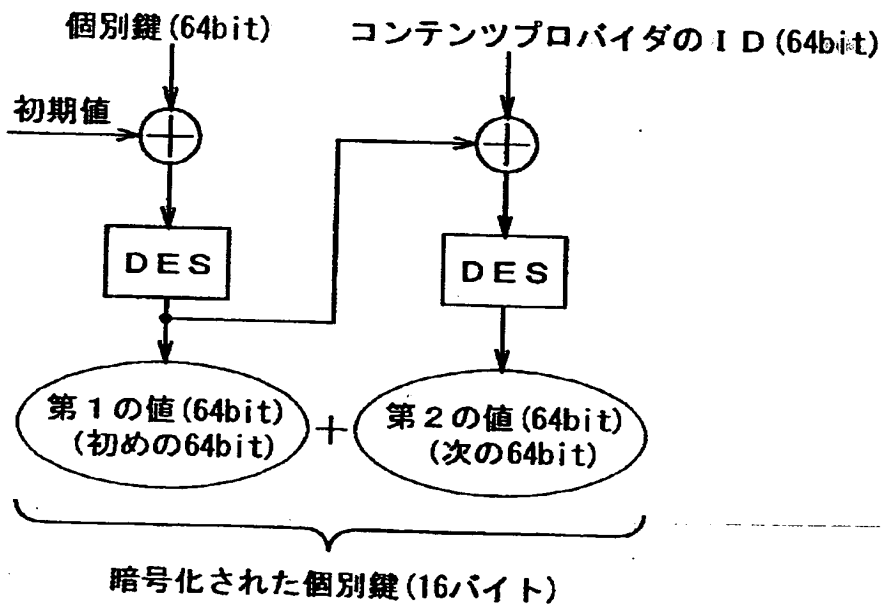 個別鍵(64bit)
コンテンツプロバイダのＩＤ(64bit)
初期値
DES
DES
第１の値(64bit)
(初めの64bit)
+
第２の値(64bit)
(次の64bit)
暗号化された個別鍵(16バイト)